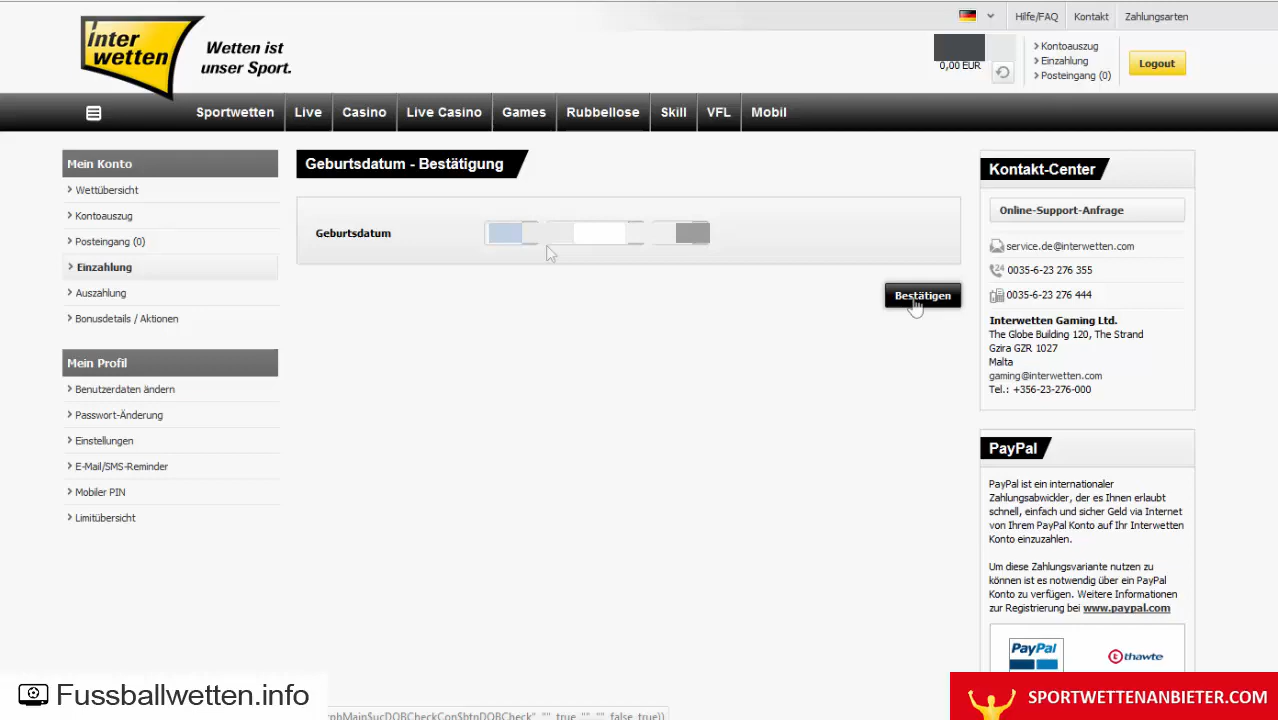 Hilfe/FAQ
Kontakt
Zahlungsarten
inter
wetten
Wetten ist
unser Sport.
0,00 EUR
Kontoauszug
Einzahlung
Posteingang (0)
Logout
Sportwetten
Live
Casino
Live Casino
Games
Rubbellose
Skill
VFL
Mobil
Mein Konto
Wettübersicht
Kontoauszug
Posteingang (0)
Einzahlung
Auszahlung
Bonusdetails / Aktionen
Mein Profil
Benutzerdaten ändern
Passwort-Änderung
Einstellungen
E-Mail/SMS-Reminder
Mobiler PIN
Limitübersicht
Geburtsdatum - Bestätigung
Geburtsdatum
Bestätigen
Kontakt-Center
Online-Support-Anfrage
service.de@interwetten.com
0035-6-23 276 355
0035-6-23 276 444
Interwetten Gaming Ltd.
The Globe Building 120, The Strand
Gzira GZR 1027
Malta
gaming@interwetten.com
Tel.: +356-23-276-000
PayPal
PayPal ist ein internationaler
Zahlungsabwickler, der es Ihnen erlaubt
schnell, einfach und sicher Geld via Internet
von Ihrem PayPal Konto auf Ihr Interwetten
Konto einzuzahlen.
Um diese Zahlungsvariante nutzen zu
können ist es notwendig über ein PayPal
Konto zu verfügen. Weitere Informationen
zur Registrierung bei www.paypal.com
PayPal
thawte
Fussballwetten.info
SPORTWETTENANBIETER.COM